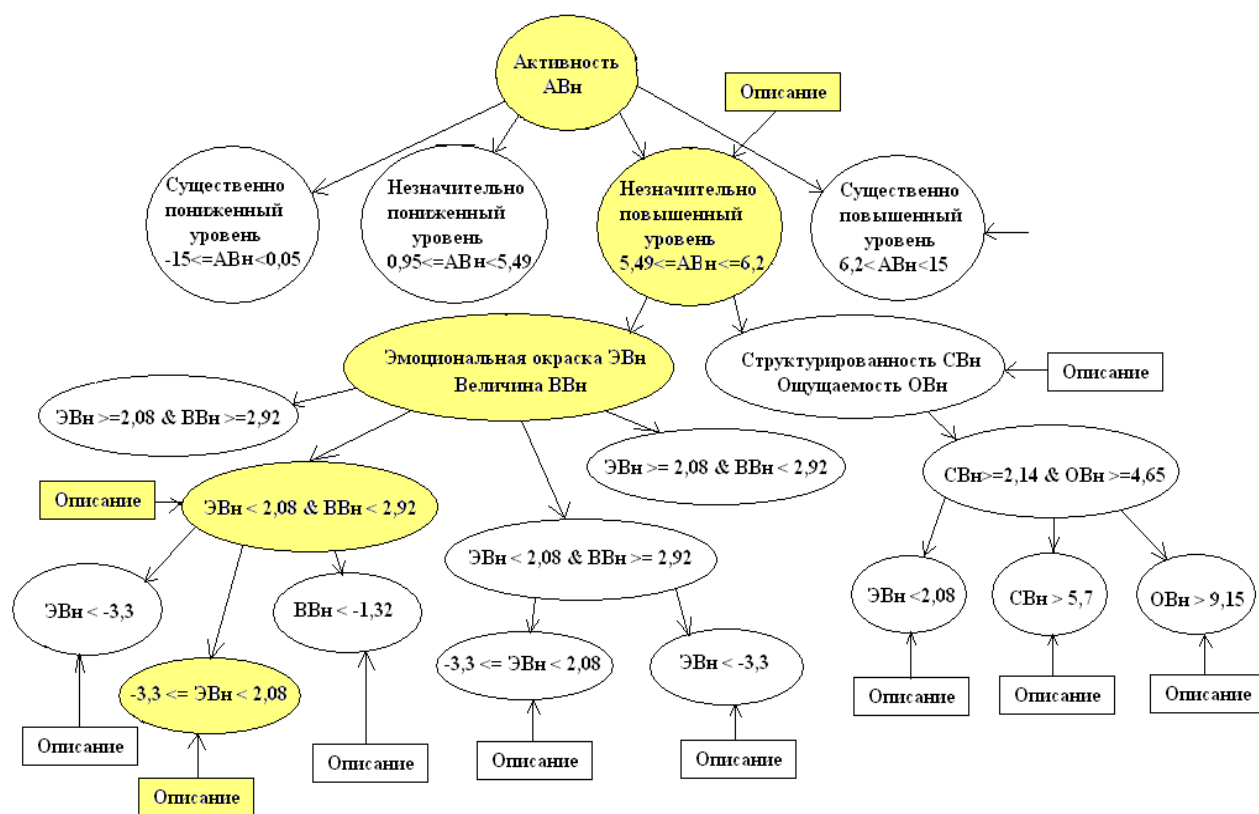 Активность
АВн
Описание
Существенно
пониженный
уровень
-15<=АВн<0,05
Незначительно
пониженный
уровень
0,95<=АВн<5,49
Незначительно
повышенный
уровень
5,49<=АВн<=6,2
Существенно
повышенный
уровень
6,2< АВн<15
Эмоциональная окраска ЭВн
Величина ВВн
Структурированность СВн
Ощущаемость ОВн
Описание
ЭВн >=2,08 & ВВн >=2,92
ЭВн >= 2,08 & ВВн < 2,92
СВн>=2,14 & ОВн >=4,65
Описание
ЭВн < 2,08 & ВВн < 2,92
ЭВн < 2,08 & ВВн >= 2,92
ЭВн < -3,3
ВВн < -1,32
ЭВн <2,08
СВн > 5,7
ОВн > 9,15
-3,3 <= ЭВн < 2,08
-3,3 <= ЭВн < 2,08
ЭВн < -3,3
Описание
Описание
Описание
Описание
Описание
Описание
Описание
Описание